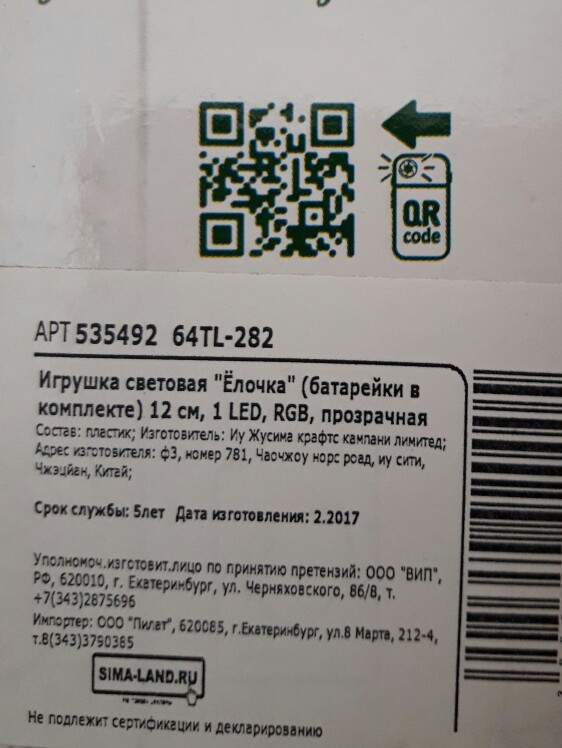 QR
code
АРТ 535492 64TL-282
Игрушка световая "Ёлочка" (батарейки в
комплекте) 12 см, 1 LED, RGB, прозрачная
Состав: пластик; Изготовитель: Иу Жусима крафтс кампани лимитед;
Адрес изготовителя: ф3, номер 781, Чаочжоу норс роад, иу сити,
Чжэцйан, Китай;
Срок службы: 5лет Дата изготовления: 2.2017
Уполномоч.изготовит.лицо по принятию претензий: ООО "ВИП",
РФ, 620010, г. Екатеринбург, ул. Черняховского, 86/8, т.
+7(343)2875696
Импортер: ООО "Пилат", 620085, г.Екатеринбург, ул.8 Марта, 212-4,
т.8(343)3790385
SIMA-LAND.RU
Не подлежит сертификации и декларированию